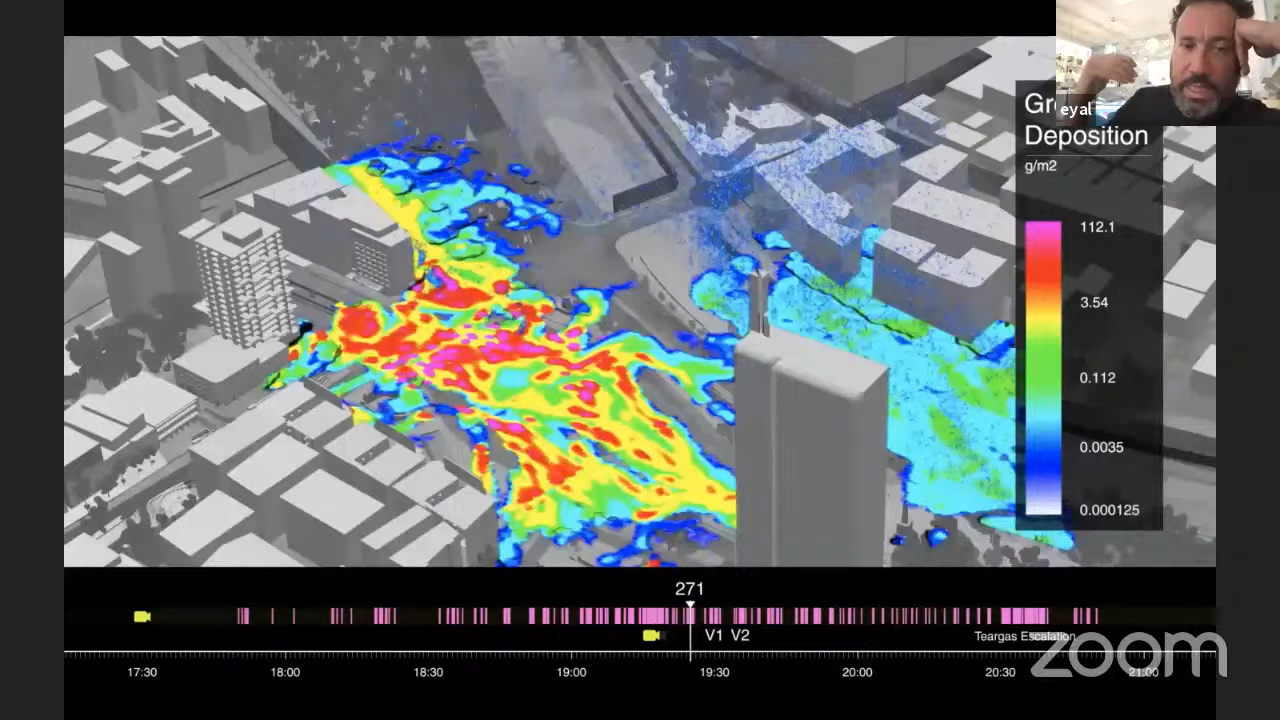 eyal
Deposition
g/m2
112.1
3.54
0.112
0.0035
0.000125
271
V1 V2
Teargas Escalation
zoom
17:30 18:00 18:30 19:00 19:30 20:00 20:30 21:00